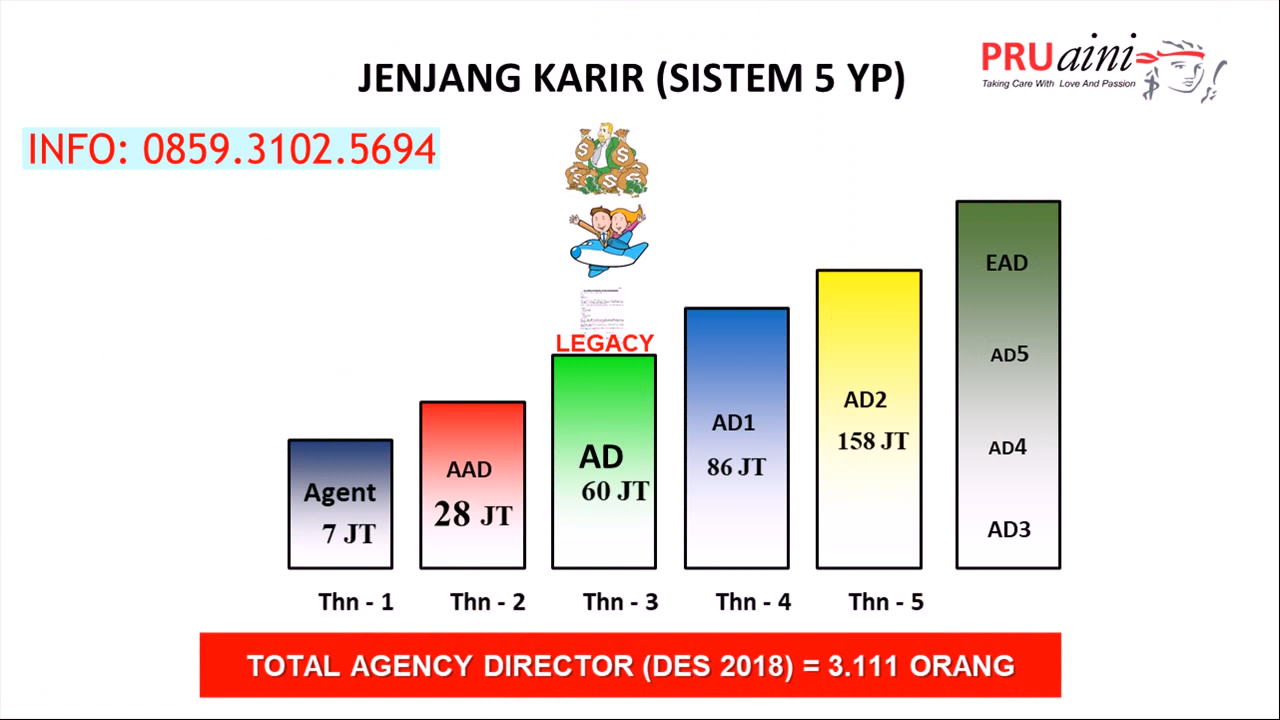 JENJANG KARIR (SISTEM 5 YP)
PRUaini
Taking Care With Love And Passion
INFO: 0859.3102.5694
LEGACY
Agent
7 JT
AAD
28 JT
AD
60 JT
AD1
86 JT
AD2
158 JT
EAD
AD5
AD4
AD3
Thn - 1
Thn - 2
Thn - 3
Thn - 4
Thn - 5
TOTAL AGENCY DIRECTOR (DES 2018) = 3.111 ORANG